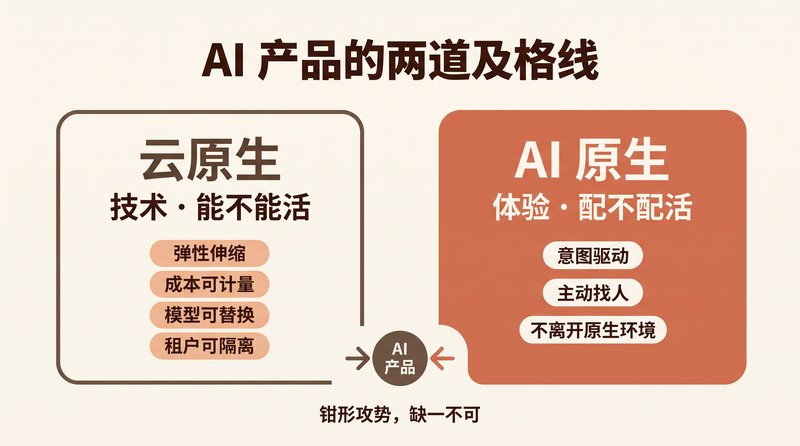 AI 产品的两道及格线
云原生
技术·能不能活
弹性伸缩
成本可计量
模型可替换
租户可隔离
AI 原生
体验·配不配活
意图驱动
主动找人
不离开原生环境
AI
产品
钳形攻势，缺一不可